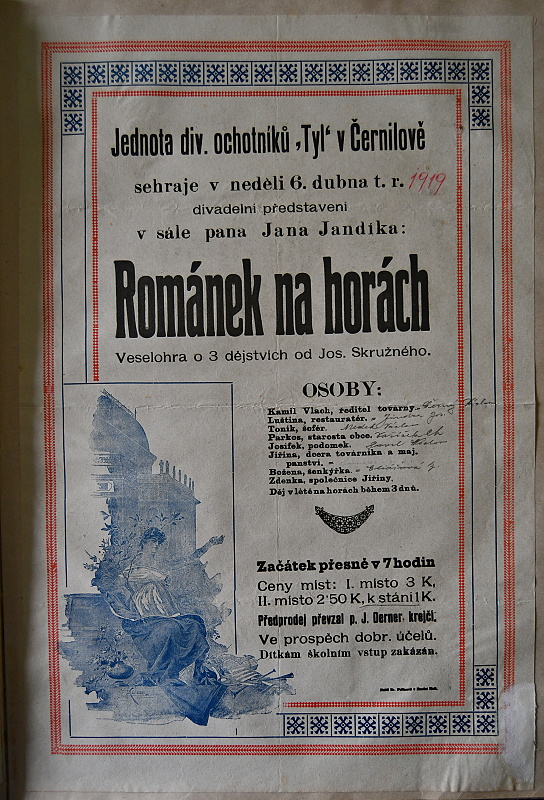 Jednota div. ochotníků „Tyl“ v Černilově
sehraje v neděli 6. dubna t. r. 1919
divadelní představení
v sále pana Jana Jandíka:
Románek na horách
Veselohra o 3 dějstvích od Jos. Skružného.
OSOBY:
Kamil Vlach, ředitel továrny
Luština, restauratér.
Toník, šofér.
Parkos, starosta obce.
Josífek, podomek.
Jiřina, dcera továrníka a maj.
panství.
Božena, šenkýřka.
Zdenka, společnice Jiřiny.
Děj v létě na horách během 3 dnů.
Začátek přesně v 7 hodin
Ceny míst: I. místo 3 K,
II. místo 2·50 K, k stání 1 K.
Předprodej převzal p. J. Oerner, krejčí.
Ve prospěch dobr. účelů.
Dítkám školním vstup zakázán.